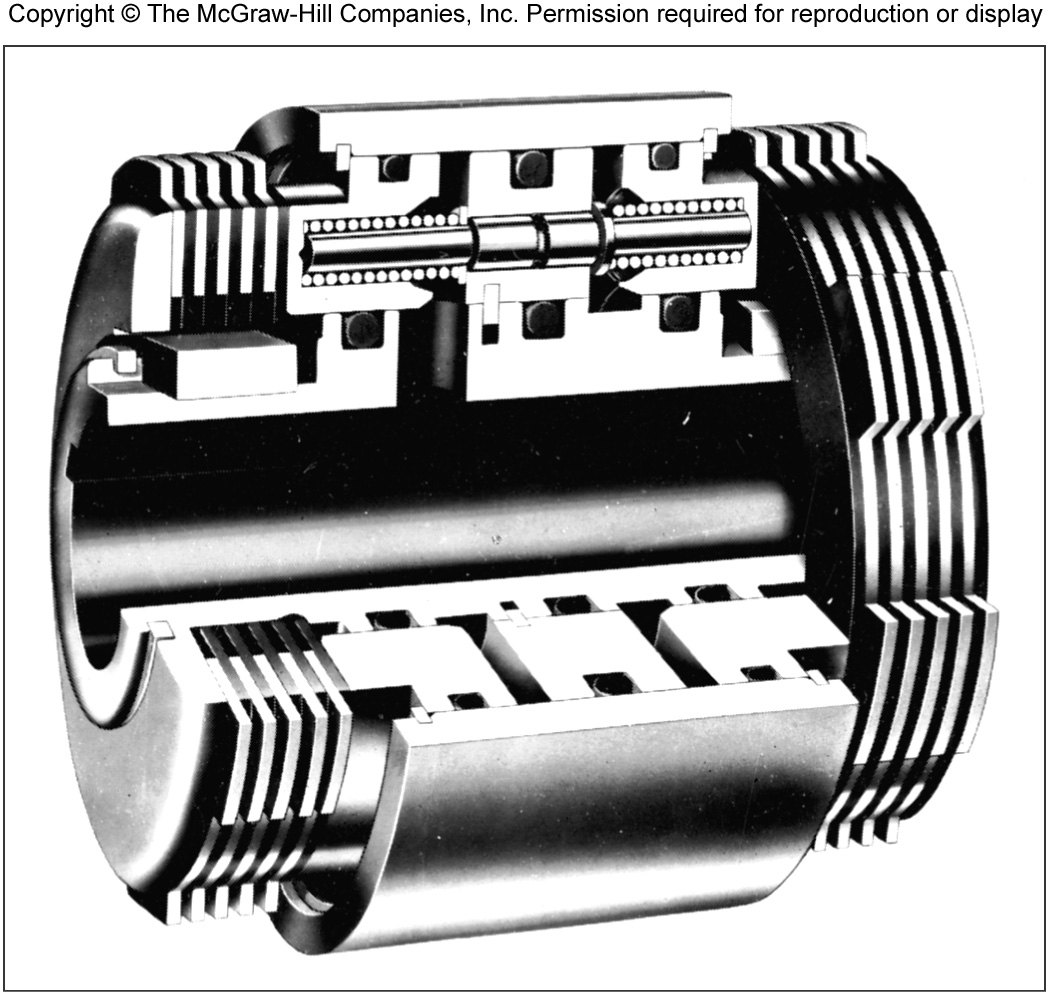 Copyright © The McGraw-Hill Companies, Inc. Permission required for reproduction or display